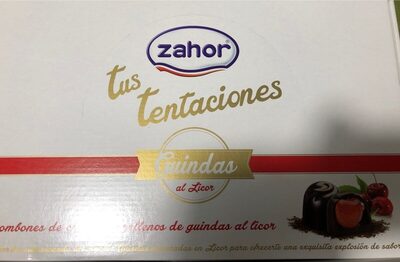 zahor
tus
tentaciones
Guindas
al Licor
ombones de rellenos de guindas al licor
en Licor para ofrecerte una exquisita explosión de sabor